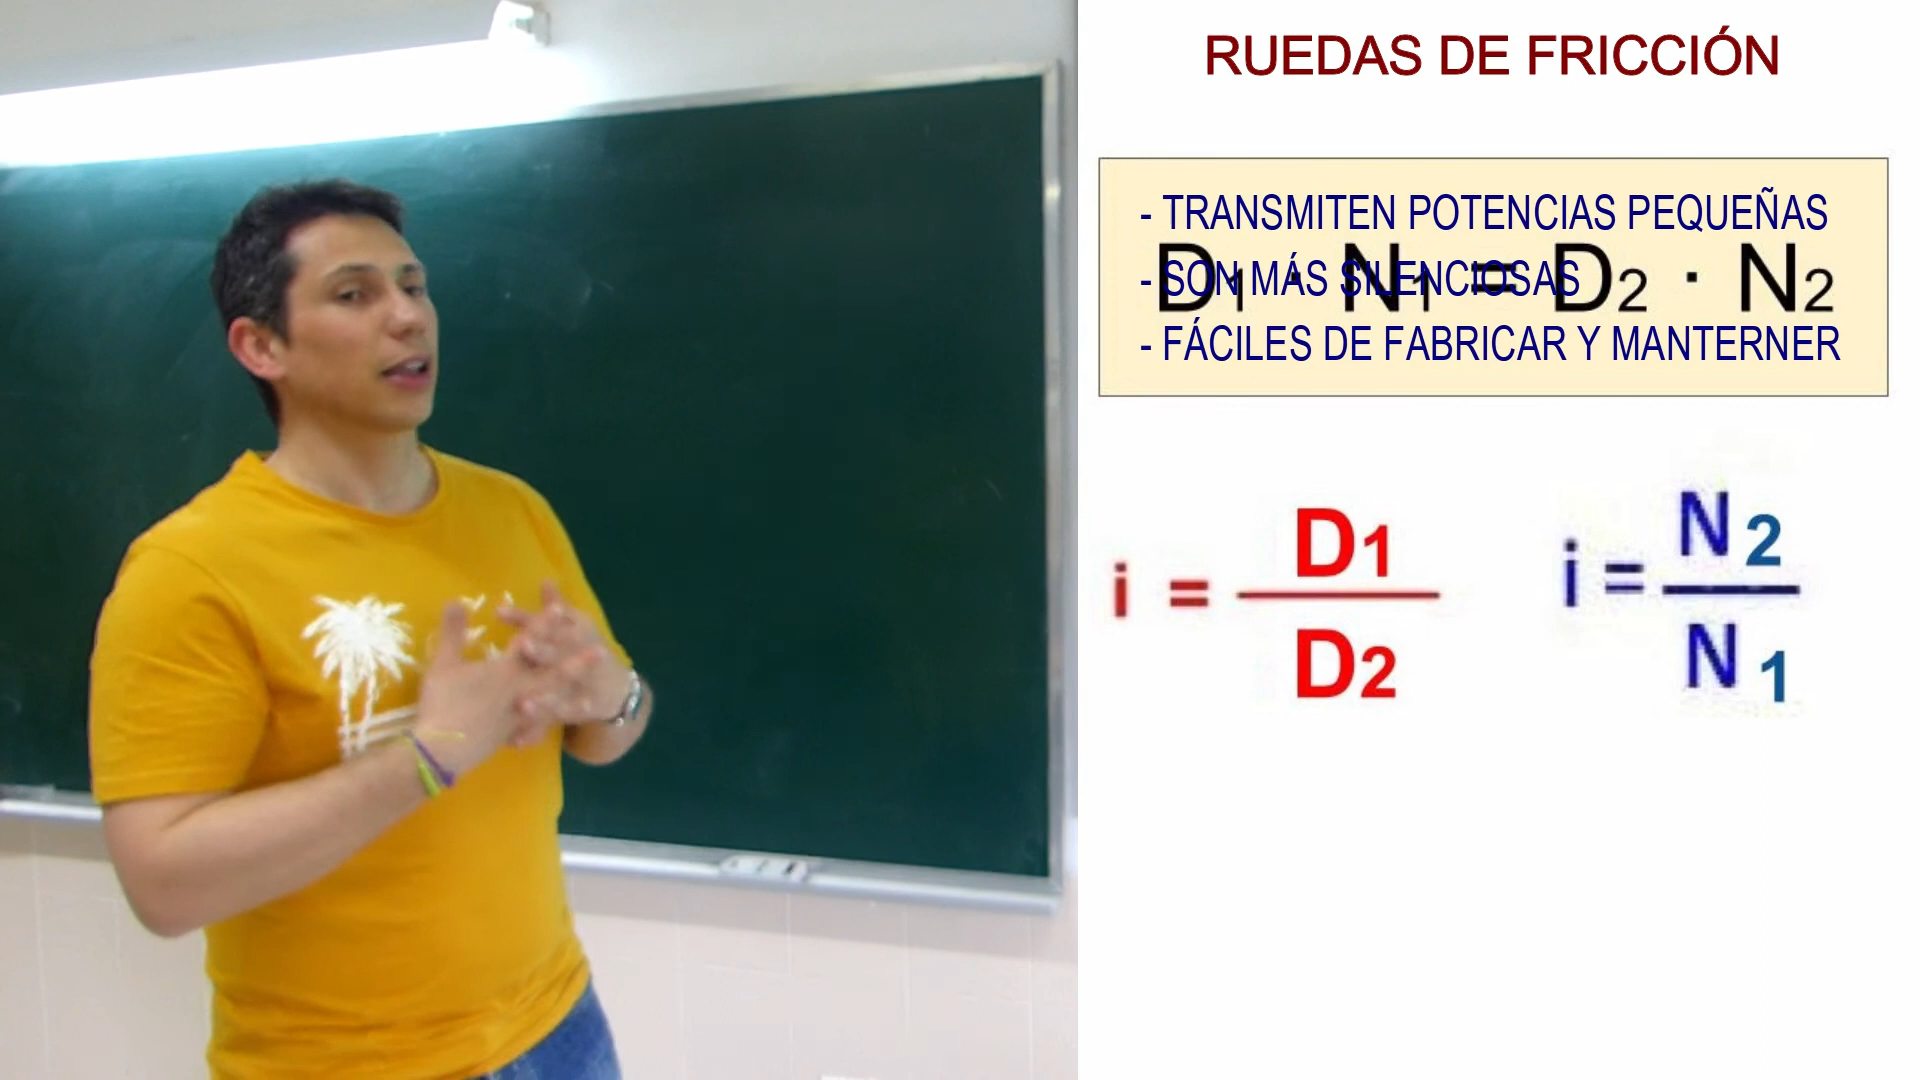 RUEDAS DE FRICCIÓN
- TRANSMITEN POTENCIAS PEQUEÑAS
D1 · N1 = D2 · N2
- SON MÁS SILENCIOSAS
- FÁCILES DE FABRICAR Y MANTERNER
i = D1 / D2
i = N2 / N1